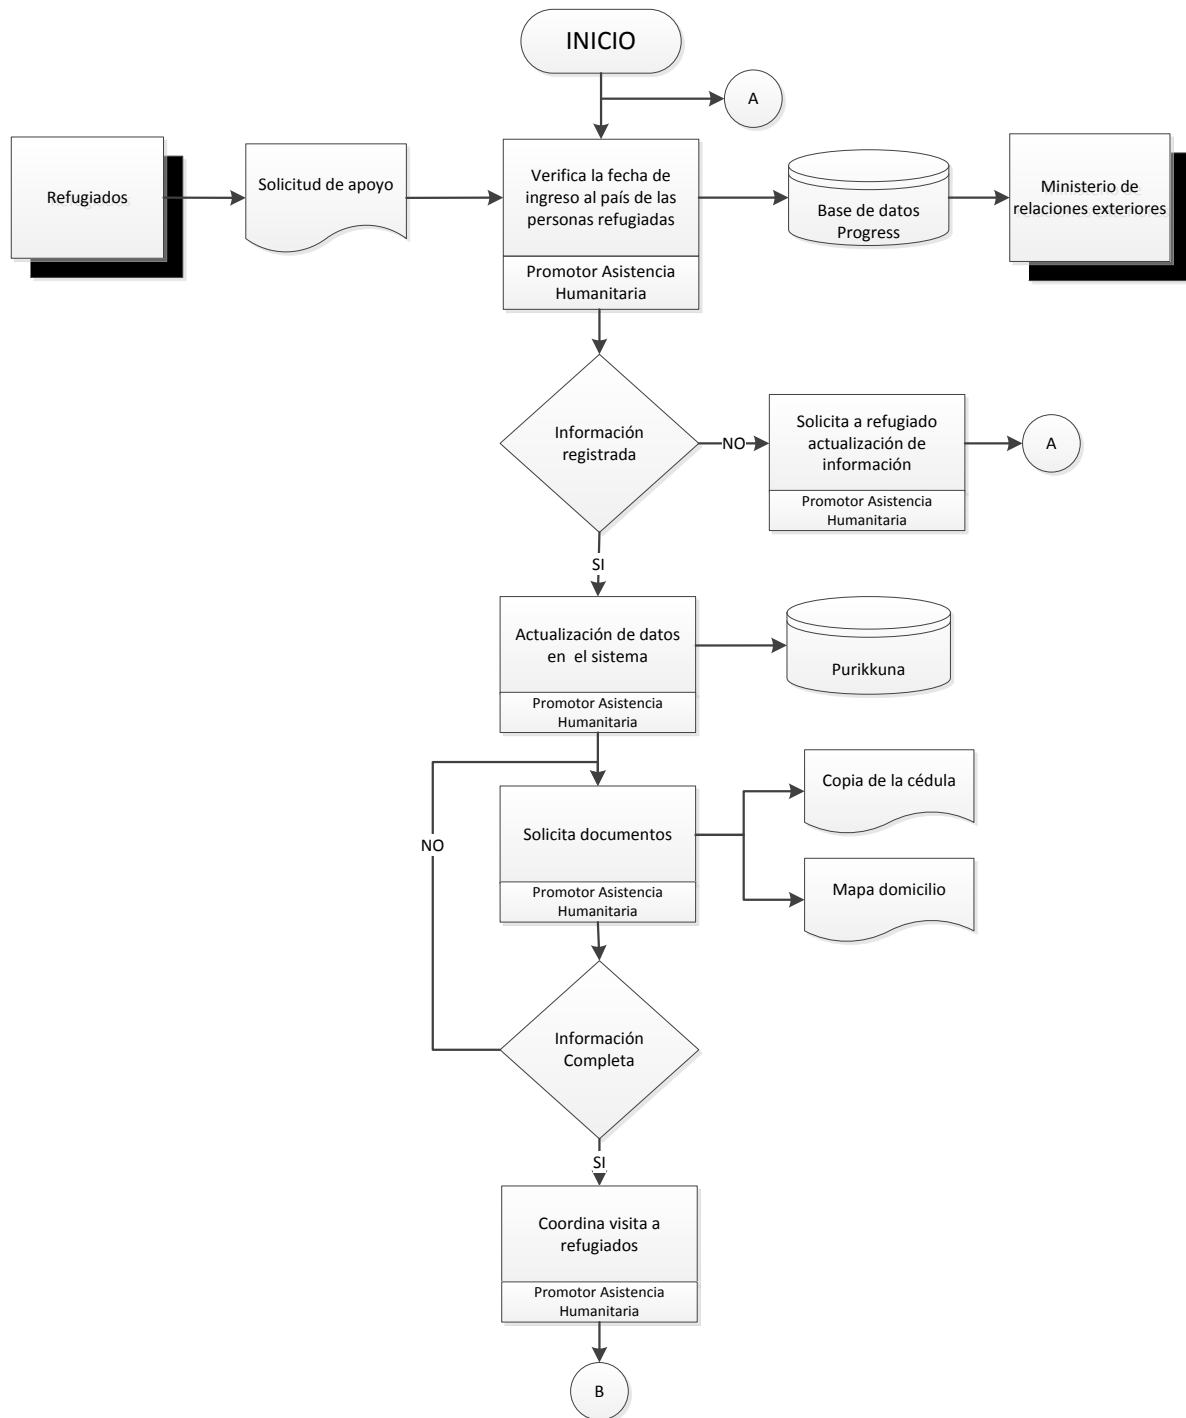 INICIO
A
Refugiados
Solicitud de apoyo
Verifica la fecha de
ingreso al país de las
personas refugiadas
Promotor Asistencia
Humanitaria
Base de datos
Progress
Ministerio de
relaciones exteriores
Información
registrada
NO
Solicita a refugiado
actualización de
información
Promotor Asistencia
Humanitaria
A
SI
Actualización de datos
en el sistema
Promotor Asistencia
Humanitaria
Purikkuna
Solicita documentos
Promotor Asistencia
Humanitaria
Copia de la cédula
Mapa domicilio
NO
Información
Completa
SI
Coordina visita a
refugiados
Promotor Asistencia
Humanitaria
B